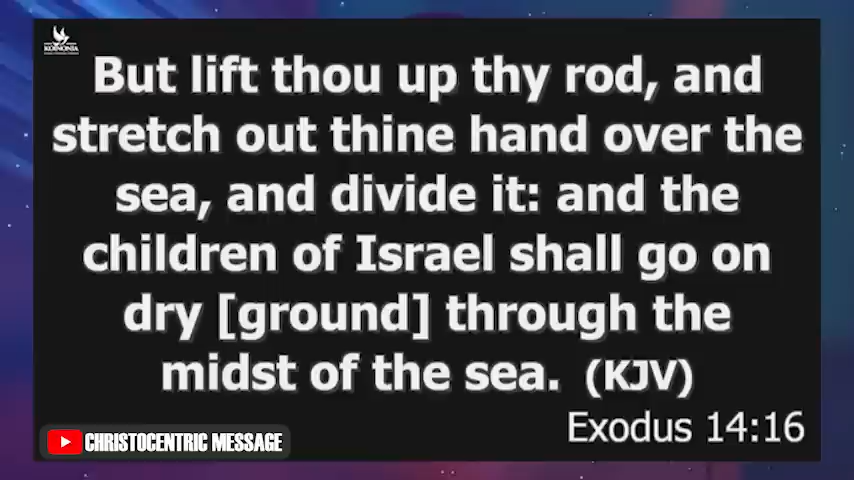 KOINONIA
But lift thou up thy rod, and
stretch out thine hand over the
sea, and divide it: and the
children of Israel shall go on
dry [ground] through the
midst of the sea. (KJV)
Exodus 14:16
CHRISTOCENTRIC MESSAGE